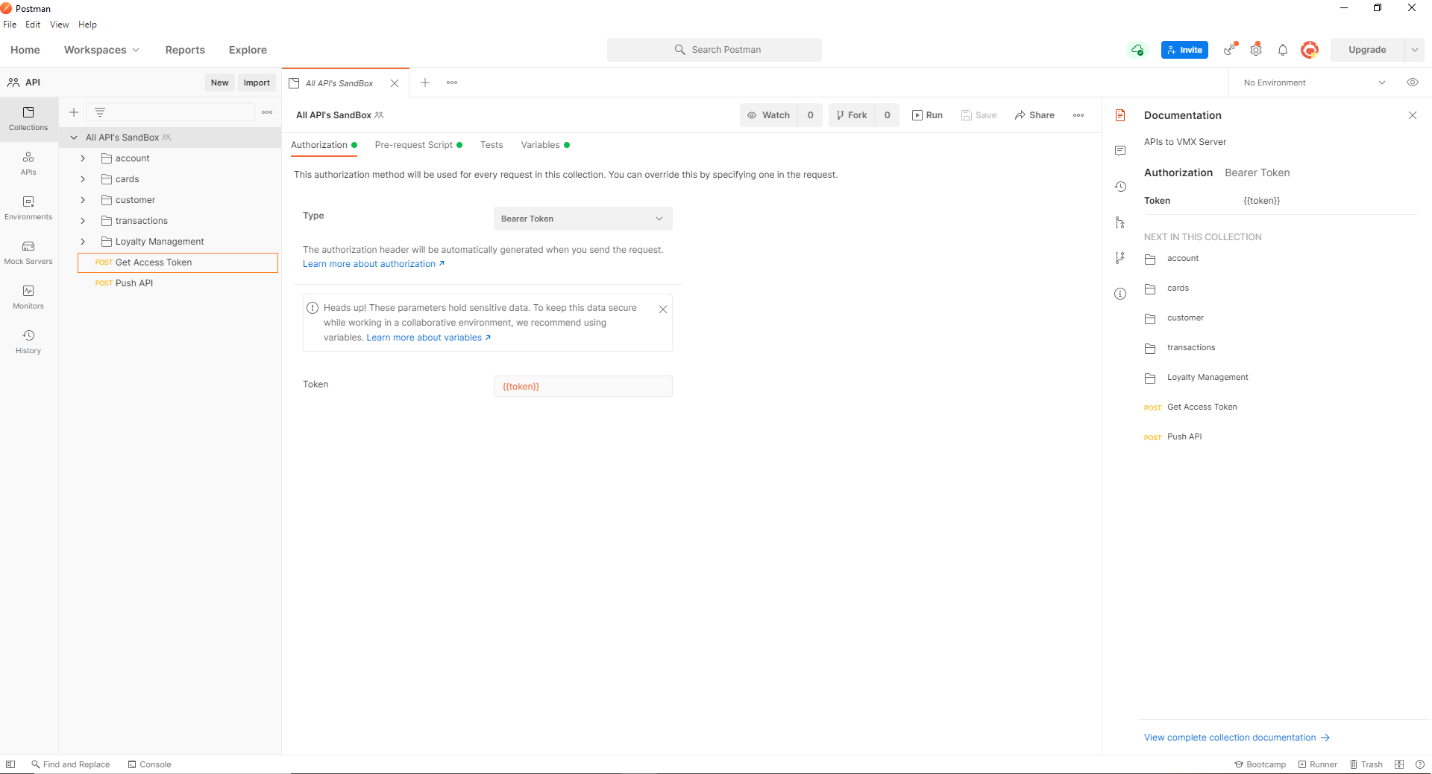 Postman
File Edit View Help
Home Workspaces Reports Explore Search Postman Invite Upgrade
API New Import All API's SandBox No Environment
Collections
APIs
Environments
Mock Servers
Monitors
History
All API's SandBox
account
cards
customer
transactions
Loyalty Management
POST Get Access Token
POST Push API
All API's SandBox Watch 0 Fork 0 Run Save Share
Authorization Pre-request Script Tests Variables
This authorization method will be used for every request in this collection. You can override this by specifying one in the request.
Type Bearer Token
The authorization header will be automatically generated when you send the request.
Learn more about authorization ↗
Heads up! These parameters hold sensitive data. To keep this data secure
while working in a collaborative environment, we recommend using
variables. Learn more about variables ↗
Token {{token}}
Documentation
APIs to VMX Server
Authorization Bearer Token
Token {{token}}
NEXT IN THIS COLLECTION
account
cards
customer
transactions
Loyalty Management
POST Get Access Token
POST Push API
View complete collection documentation →
Find and Replace Console Bootcamp Runner Trash